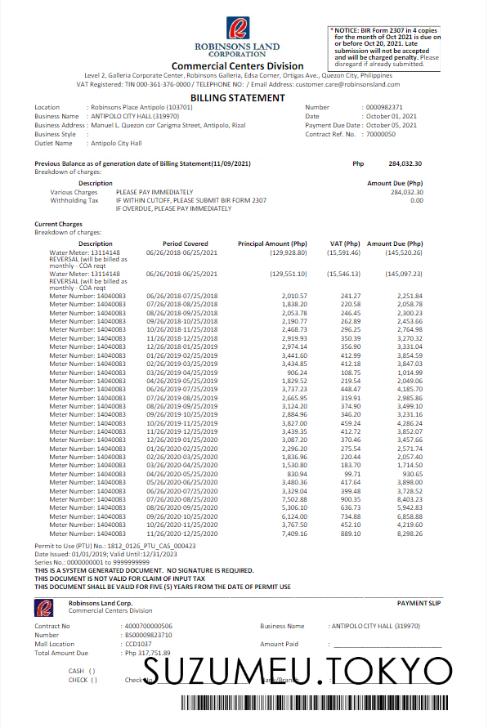 ROBINSONS LAND
CORPORATION
* NOTICE: BIR Form 2307 in 4 copies
for the month of Oct 2021 is due on
or before Oct 20, 2021. Late
submission will not be accepted
and will be charged penalty. Please
disregard if already submitted.
Commercial Centers Division
Level 2, Galleria Corporate Center, Robinsons Galleria, Edsa Corner, Ortigas Ave., Quezon City, Philippines
VAT Registered: TIN 000-361-376-0000 / TELEPHONE NO: / Email Address: customer.care@robinsonland.com
BILLING STATEMENT
Location : Robinsons Place Antipolo (103701) Number : 0000982371
Business Name : ANTIPOLO CITY HALL (319970) Date : October 01, 2021
Business Address : Manuel L. Quezon cor Carigma Street, Antipolo, Rizal Payment Due Date : October 05, 2021
Business Style : Contract Ref. No. : 70000050
Outlet Name : Antipolo City Hall
Previous Balance as of generation date of Billing Statement(11/09/2021) Php 284,032.30
Breakdown of charges:
Description Amount Due (Php)
Various Charges PLEASE PAY IMMEDIATELY 284,032.30
Withholding Tax IF WITHIN CUTOFF, PLEASE SUBMIT BIR FORM 2307 0.00
IF OVERDUE, PLEASE PAY IMMEDIATELY
Current Charges
Breakdown of charges:
Description Period Covered Principal Amount (Php) VAT (Php) Amount Due (Php)
Water Meter: 13114148 06/26/2018-06/25/2021 (129,928.80) (15,591.46) (145,520.26)
REVERSAL (will be billed as
monthly - COA reqt
Water Meter: 13114148 06/26/2018-06/25/2021 (129,551.10) (15,546.13) (145,097.23)
REVERSAL (will be billed as
monthly - COA reqt
Meter Number: 14040083 06/26/2018-07/25/2018 2,010.57 241.27 2,251.84
Meter Number: 14040083 07/26/2018-08/25/2018 1,838.20 220.58 2,058.78
Meter Number: 14040083 08/26/2018-09/25/2018 2,053.78 246.45 2,300.23
Meter Number: 14040083 09/26/2018-10/25/2018 2,190.77 262.89 2,453.66
Meter Number: 14040083 10/26/2018-11/25/2018 2,468.73 296.25 2,764.98
Meter Number: 14040083 11/26/2018-12/25/2018 2,919.93 350.39 3,270.32
Meter Number: 14040083 12/26/2018-01/25/2019 2,974.14 356.90 3,331.04
Meter Number: 14040083 01/26/2019-02/25/2019 3,441.60 412.99 3,854.59
Meter Number: 14040083 02/26/2019-03/25/2019 3,434.85 412.18 3,847.03
Meter Number: 14040083 03/26/2019-04/25/2019 906.24 108.75 1,014.99
Meter Number: 14040083 04/26/2019-05/25/2019 1,829.52 219.54 2,049.06
Meter Number: 14040083 06/26/2019-07/25/2019 3,737.23 448.47 4,185.70
Meter Number: 14040083 07/26/2019-08/25/2019 2,665.95 319.91 2,985.86
Meter Number: 14040083 08/26/2019-09/25/2019 3,124.20 374.90 3,499.10
Meter Number: 14040083 09/26/2019-10/25/2019 2,884.96 346.20 3,231.16
Meter Number: 14040083 10/26/2019-11/25/2019 3,827.00 459.24 4,286.24
Meter Number: 14040083 11/26/2019-12/25/2019 3,439.35 412.72 3,852.07
Meter Number: 14040083 12/26/2019-01/25/2020 3,087.20 370.46 3,457.66
Meter Number: 14040083 01/26/2020-02/25/2020 2,296.20 275.54 2,571.74
Meter Number: 14040083 02/26/2020-03/25/2020 1,836.96 220.44 2,057.40
Meter Number: 14040083 03/26/2020-04/25/2020 1,530.80 183.70 1,714.50
Meter Number: 14040083 04/26/2020-05/25/2020 830.94 99.71 930.65
Meter Number: 14040083 05/26/2020-06/25/2020 3,480.36 417.64 3,898.00
Meter Number: 14040083 06/26/2020-07/25/2020 3,329.04 399.48 3,728.52
Meter Number: 14040083 07/26/2020-08/25/2020 7,502.88 900.35 8,403.23
Meter Number: 14040083 08/26/2020-09/25/2020 5,306.10 636.73 5,942.83
Meter Number: 14040083 09/26/2020-10/25/2020 6,124.00 734.88 6,858.88
Meter Number: 14040083 10/26/2020-11/25/2020 3,767.50 452.10 4,219.60
Meter Number: 14040083 11/26/2020-12/25/2020 7,409.16 889.10 8,298.26
Permit to Use (PTU) No.: 1812_0126_PTU_CAS_000423
Date Issued: 01/01/2019; Valid Until:12/31/2023
Series No.: 0000000001 to 9999999999
THIS IS A SYSTEM GENERATED DOCUMENT. NO SIGNATURE IS REQUIRED.
THIS DOCUMENT IS NOT VALID FOR CLAIM OF INPUT TAX
THIS DOCUMENT SHALL BE VALID FOR FIVE (5) YEARS FROM THE DATE OF PERMIT USE
Robinsons Land Corp. PAYMENT SLIP
Commercial Centers Division
Contract No : 4000700000506 Business Name : ANTIPOLO CITY HALL (319970)
Number : BS00009823710
Mall Location : CCD1037 Amount Paid :
Total Amount Due : Php 317,751.89
CASH ( )
CHECK ( ) Check No
SUZUMEU.TOKYO